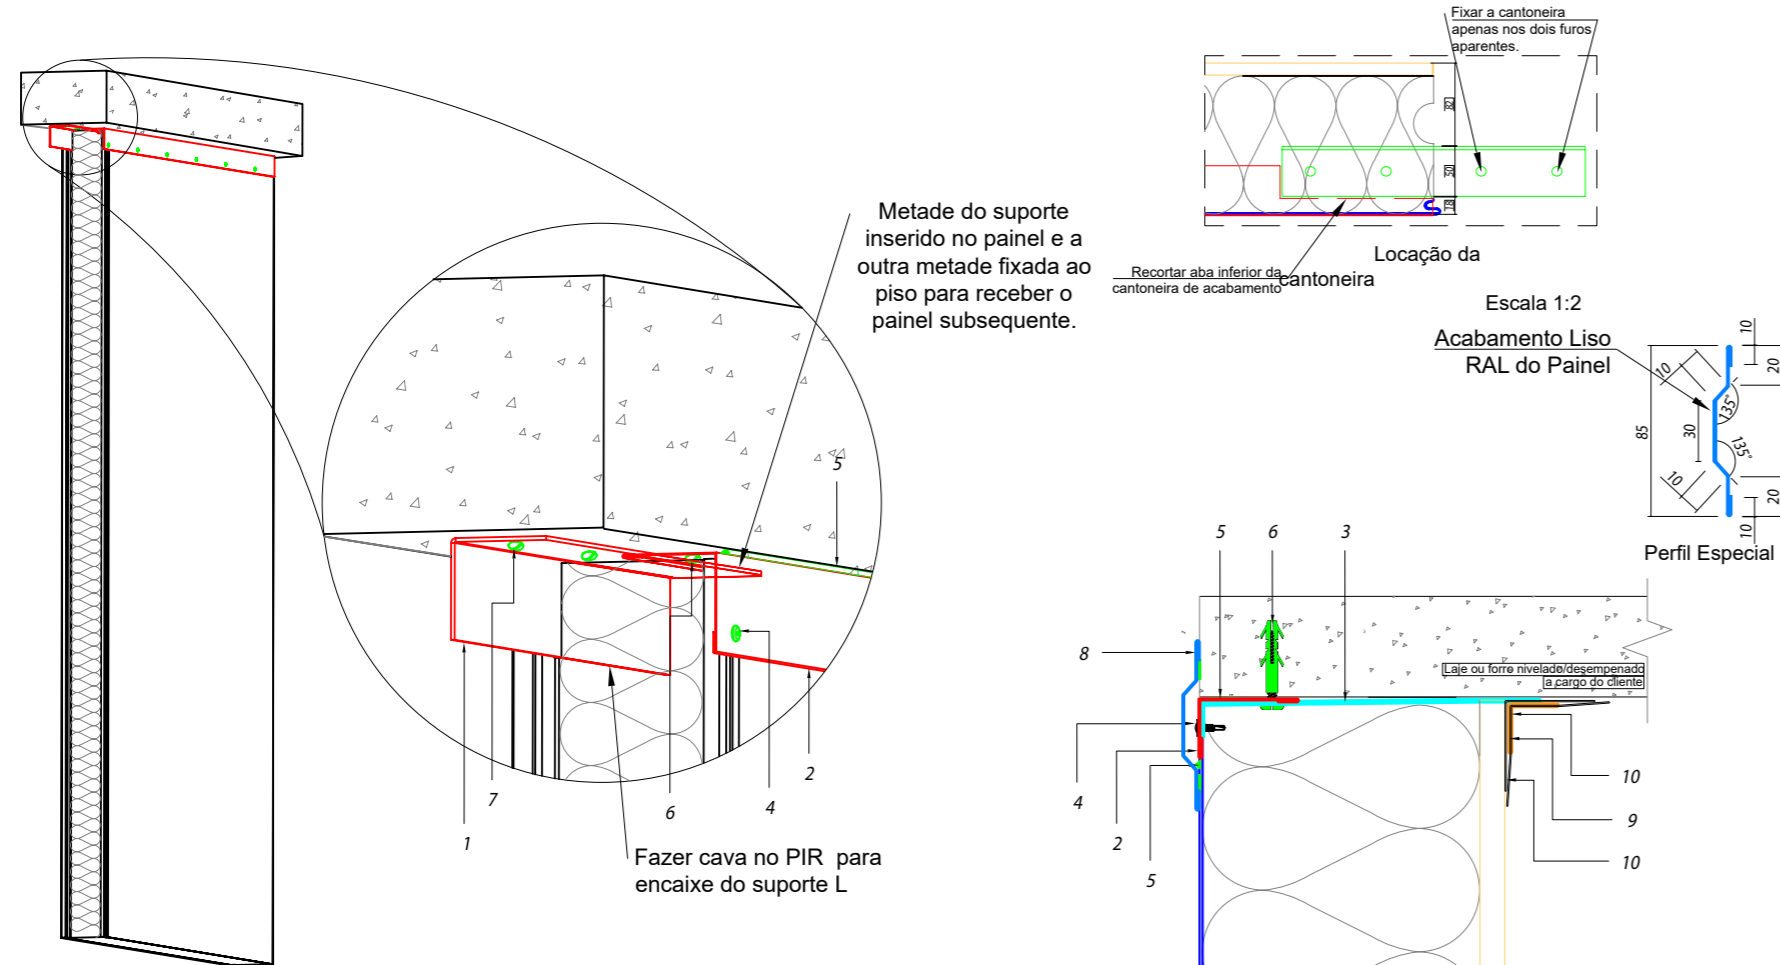 Metade do suporte
inserido no painel e a
outra metade fixada ao
piso para receber o
painel subsequente.
5
7
6
4
2
1
Fazer cava no PIR para
encaixe do suporte L
Fixar a cantoneira
apenas nos dois furos
aparentes.
82
50
18
Recortar aba inferior da
cantoneira de acabamento
Locação da
cantoneira
Escala 1:2
Acabamento Liso
RAL do Painel
10
20
10
135°
85
30
135°
10
20
10
Perfil Especial
5
6
3
8
Laje ou forro nivelado/desempenado
a cargo do cliente
4
2
5
10
9
10